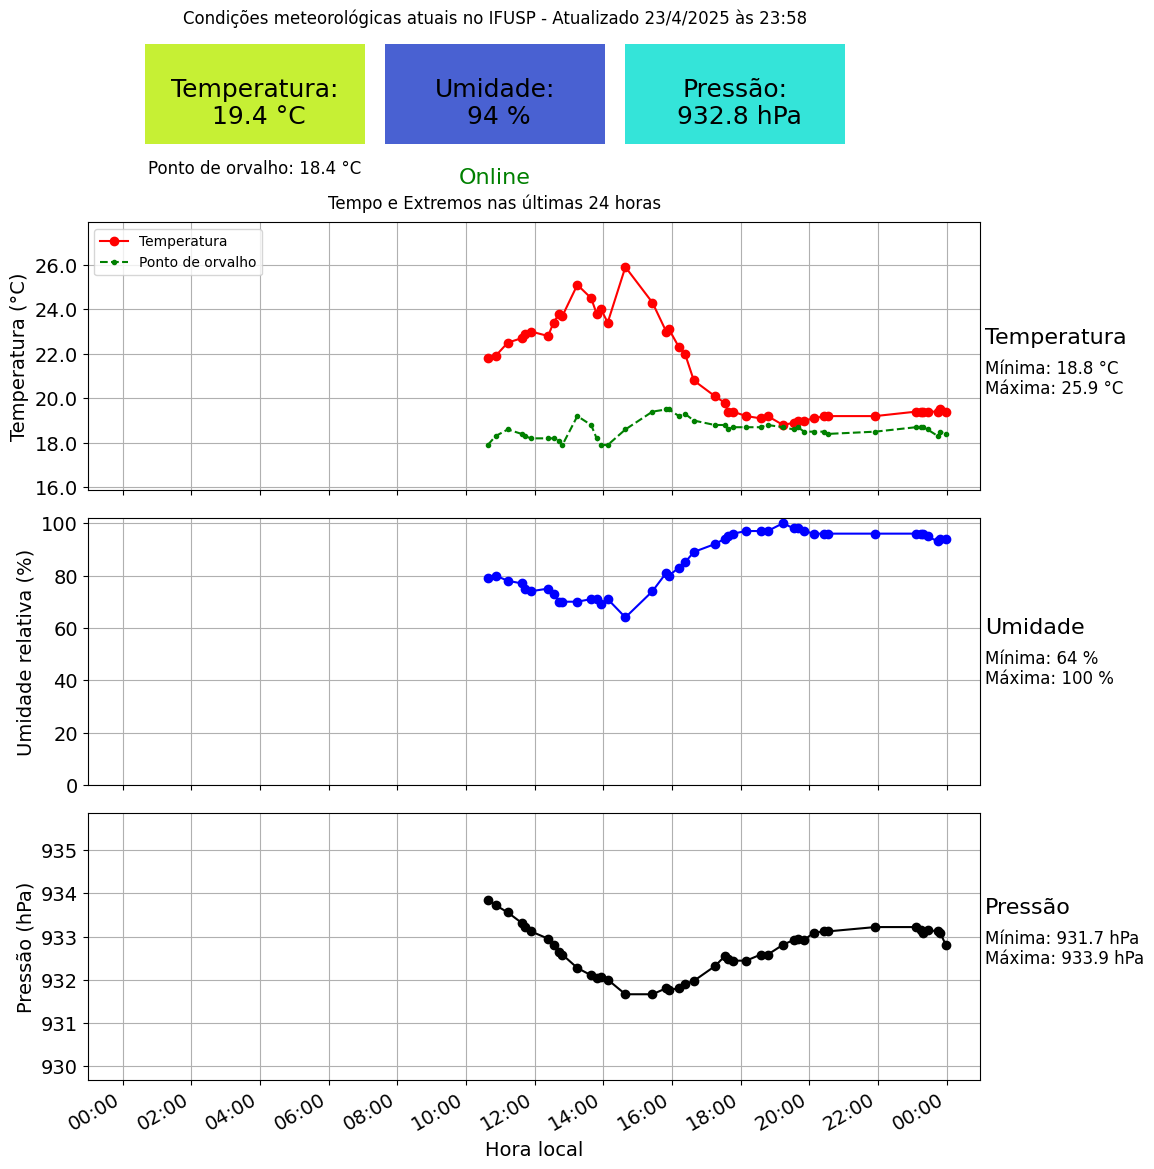 Condições meteorológicas atuais no IFUSP - Atualizado 23/4/2025 às 23:58
Temperatura:
19.4 °C
Umidade:
94 %
Pressão:
932.8 hPa
Ponto de orvalho: 18.4 °C
Online
Tempo e Extremos nas últimas 24 horas
Temperatura
Ponto de orvalho
Temperatura (°C)
26.0
24.0
22.0
20.0
18.0
16.0
Temperatura
Mínima: 18.8 °C
Máxima: 25.9 °C
Umidade relativa (%)
100
80
60
40
20
0
Umidade
Mínima: 64 %
Máxima: 100 %
Pressão (hPa)
935
934
933
932
931
930
Pressão
Mínima: 931.7 hPa
Máxima: 933.9 hPa
00:00 02:00 04:00 06:00 08:00 10:00 12:00 14:00 16:00 18:00 20:00 22:00 00:00
Hora local